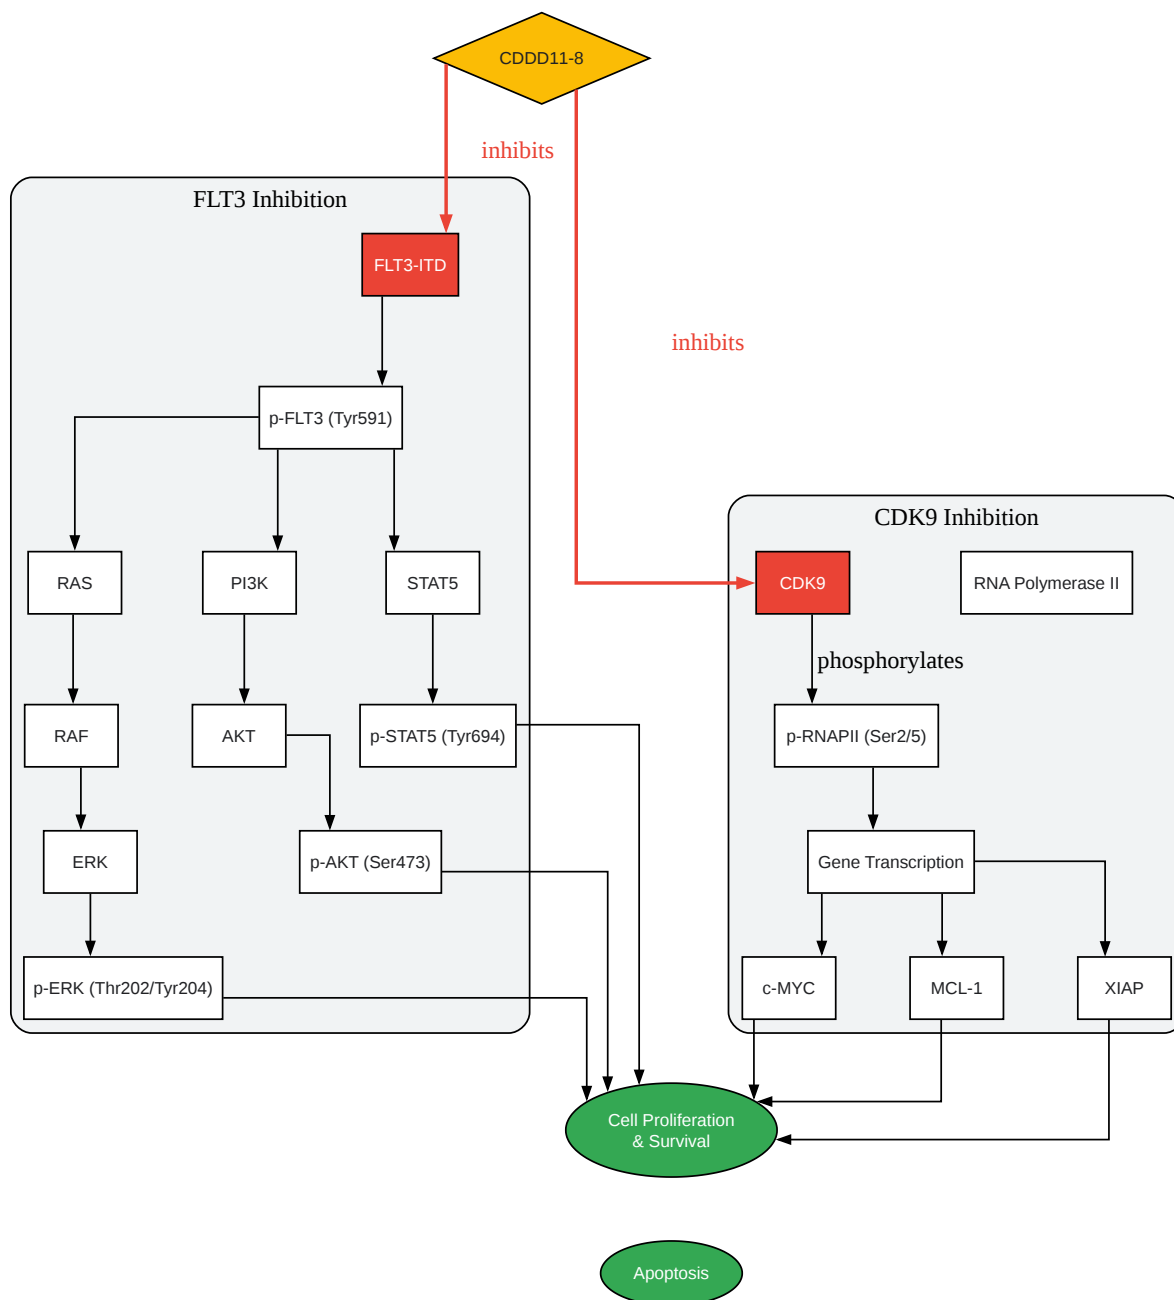 CDDD11-8
inhibits
FLT3 Inhibition
FLT3-ITD
inhibits
p-FLT3 (Tyr591)
CDK9 Inhibition
RAS
PI3K
STAT5
CDK9
RNA Polymerase II
phosphorylates
RAF
AKT
p-STAT5 (Tyr694)
p-RNAPII (Ser2/5)
ERK
p-AKT (Ser473)
Gene Transcription
p-ERK (Thr202/Tyr204)
c-MYC
MCL-1
XIAP
Cell Proliferation
& Survival
Apoptosis